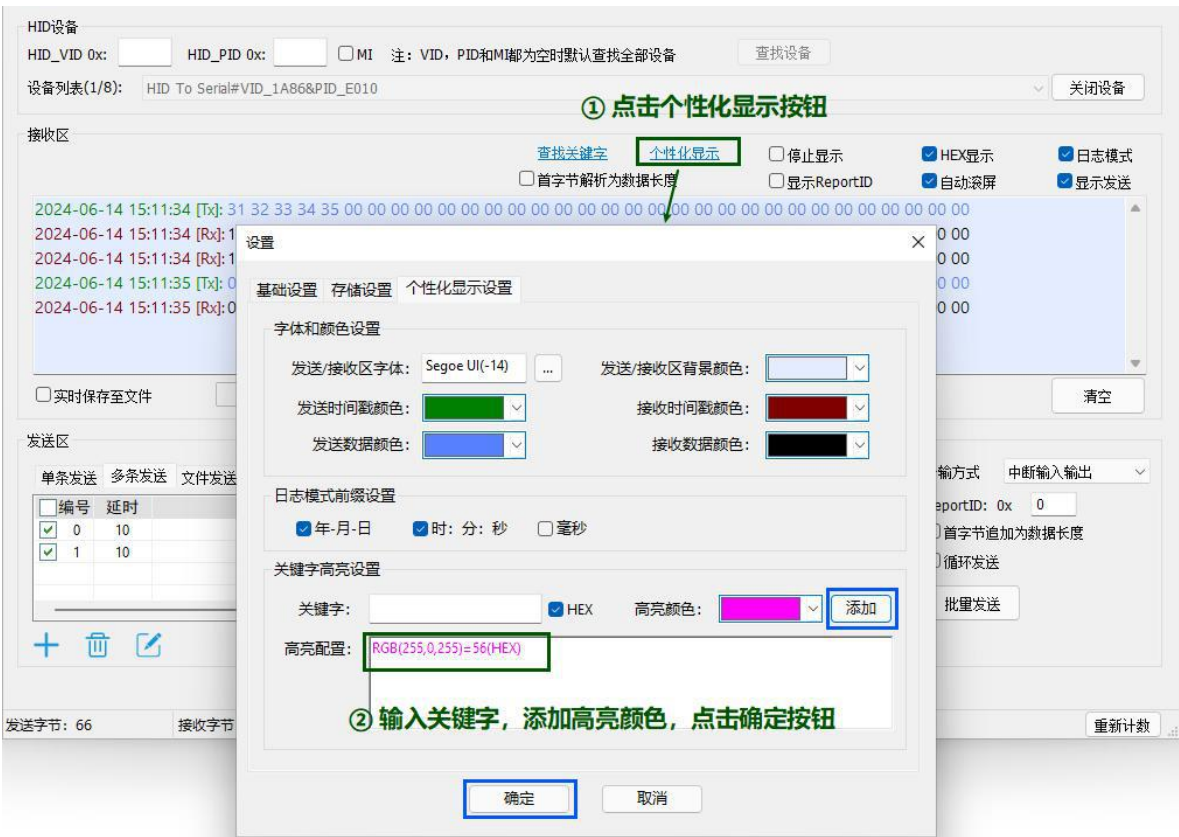 HID设备
HID_VID 0x: HID_PID 0x: MI 注：VID，PID和MI都为空时默认查找全部设备 查找设备
设备列表(1/8): HID To Serial#VID_1A86&PID_E010 关闭设备
① 点击个性化显示按钮
接收区
查找关键字 个性化显示 停止显示 HEX显示 日志模式
首字节解析为数据长度 显示ReportID 自动滚屏 显示发送
2024-06-14 15:11:34 [Tx]: 31 32 33 34 35 00 00 00 00 00 00 00 00 00 00 00 00 00 00 00 00 00 00 00 00 00 00 00 00 00 00 00
2024-06-14 15:11:34 [Rx]: 1 0 00
2024-06-14 15:11:34 [Rx]: 1 0 00
2024-06-14 15:11:35 [Tx]: 0 0 00
2024-06-14 15:11:35 [Rx]: 0 0 00
设置
基础设置 存储设置 个性化显示设置
字体和颜色设置
发送/接收区字体： Segoe UI(-14) ... 发送/接收区背景颜色：
发送时间戳颜色： 接收时间戳颜色：
发送数据颜色： 接收数据颜色：
实时保存至文件 清空
发送区
单条发送 多条发送 文件发送 输方式 中断输入输出
编号 延时 eportID: 0x 0
0 10 首字节追加为数据长度
1 10 循环发送
批量发送
日志模式前缀设置
年-月-日 时：分：秒 毫秒
关键字高亮设置
关键字： HEX 高亮颜色： 添加
高亮配置： RGB(255,0,255)=56(HEX)
② 输入关键字，添加高亮颜色，点击确定按钮
发送字节：66 接收字节 重新计数
确定 取消